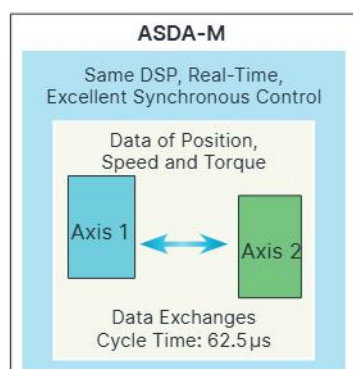 ASDA-M
Same DSP, Real-Time,
Excellent Synchronous Control
Data of Position,
Speed and Torque
Axis 1
Axis 2
Data Exchanges
Cycle Time: 62.5µs